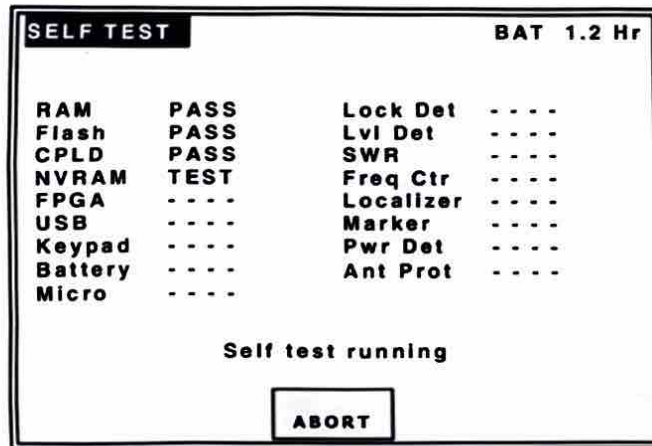 SELF TEST BAT 1.2 Hr
RAM PASS Lock Det - - - -
Flash PASS Lvl Det - - - -
CPLD PASS SWR - - - -
NVRAM TEST Freq Ctr - - - -
FPGA - - - - Localizer - - - -
USB - - - - Marker - - - -
Keypad - - - - Pwr Det - - - -
Battery - - - - Ant Prot - - - -
Micro - - - -
Self test running
ABORT